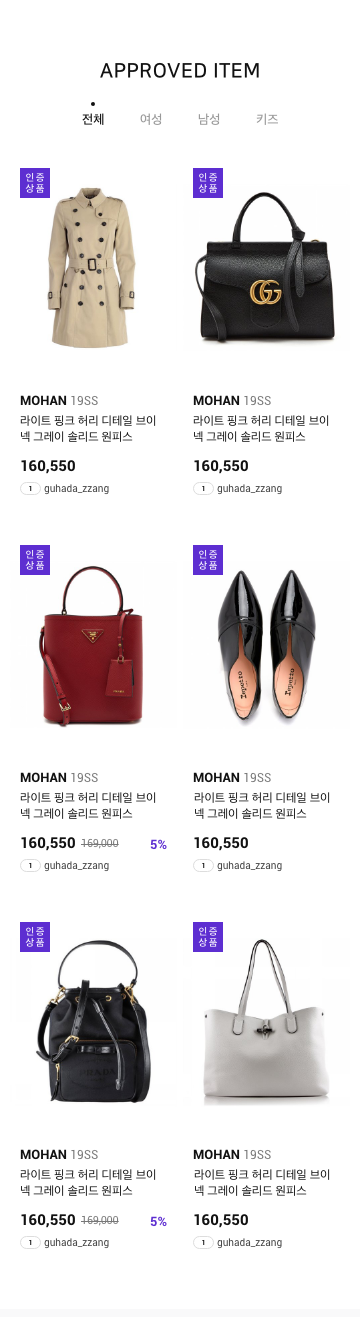 APPROVED ITEM
전체 여성 남성 키즈
인증
상품
인증
상품
MOHAN 19SS
라이트 핑크 허리 디테일 브이
넥 그레이 솔리드 원피스
160,550
1 guhada_zzang
MOHAN 19SS
라이트 핑크 허리 디테일 브이
넥 그레이 솔리드 원피스
160,550
1 guhada_zzang
인증
상품
PRADA
인증
상품
Repetto
Repetto
MOHAN 19SS
라이트 핑크 허리 디테일 브이
넥 그레이 솔리드 원피스
160,550 169,000 5%
1 guhada_zzang
MOHAN 19SS
라이트 핑크 허리 디테일 브이
넥 그레이 솔리드 원피스
160,550
1 guhada_zzang
인증
상품
PRADA
인증
상품
MOHAN 19SS
라이트 핑크 허리 디테일 브이
넥 그레이 솔리드 원피스
160,550 169,000 5%
1 guhada_zzang
MOHAN 19SS
라이트 핑크 허리 디테일 브이
넥 그레이 솔리드 원피스
160,550
1 guhada_zzang